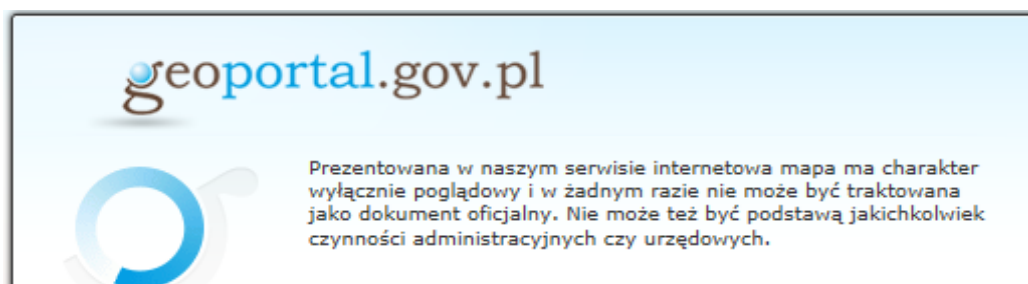 geoportal.gov.pl
Prezentowana w naszym serwisie internetowa mapa ma charakter
wyłącznie poglądowy i w żadnym razie nie może być traktowana
jako dokument oficjalny. Nie może też być podstawą jakichkolwiek
czynności administracyjnych czy urzędowych.